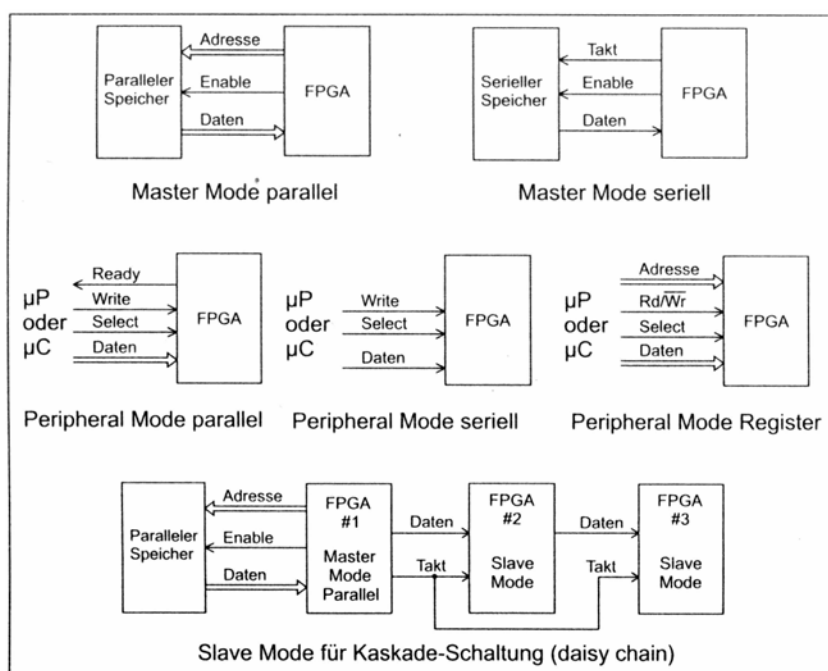 Adresse
Paralleler
Speicher
Enable
FPGA
Daten
Master Mode parallel
Takt
Serieller
Speicher
Enable
FPGA
Daten
Master Mode seriell
µP
oder
µC
Ready
Write
Select
Daten
FPGA
Peripheral Mode parallel
µP
oder
µC
Write
Select
Daten
FPGA
Peripheral Mode seriell
µP
oder
µC
Adresse
Rd/W̅r̅
Select
Daten
FPGA
Peripheral Mode Register
Paralleler
Speicher
Adresse
Enable
Daten
FPGA
#1
Master
Mode
Parallel
Daten
Takt
FPGA
#2
Slave
Mode
Daten
Takt
FPGA
#3
Slave
Mode
Slave Mode für Kaskade-Schaltung (daisy chain)